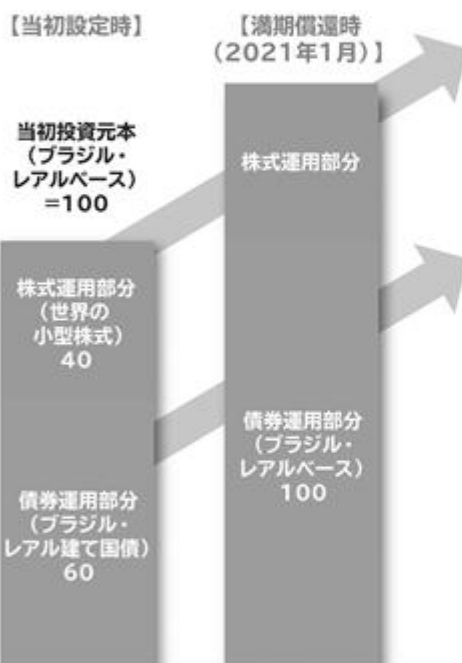 【当初設定時】
【満期償還時
（2021年1月）】
当初投資元本
（ブラジル・
レアルベース）
＝100
株式運用部分
（世界の
小型株式）
40
債券運用部分
（ブラジル・
レアル建て国債）
60
株式運用部分
債券運用部分
（ブラジル・
レアルベース）
100